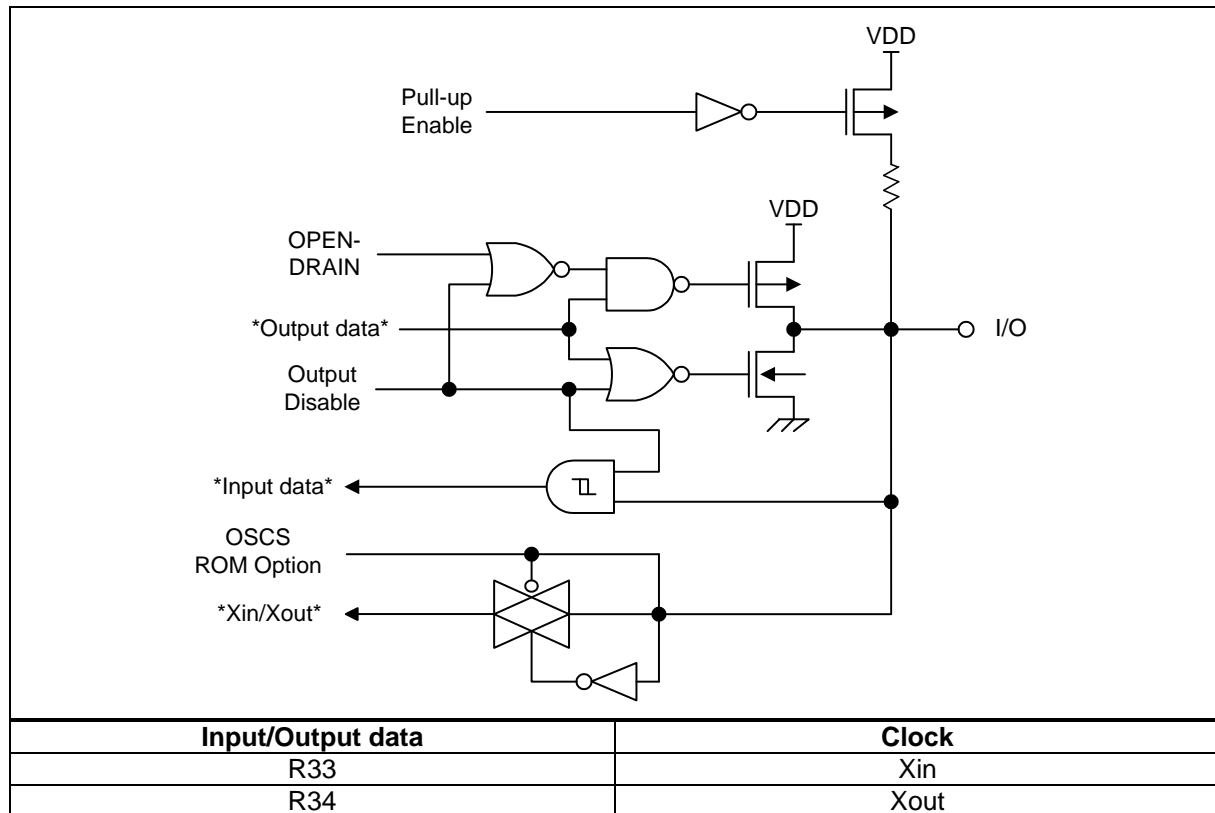 VDD
Pull-up
Enable
VDD
OPEN-
DRAIN
*Output data*
I/O
Output
Disable
*Input data*
OSCS
ROM Option
*Xin/Xout*
Input/Output data Clock
R33 Xin
R34 Xout